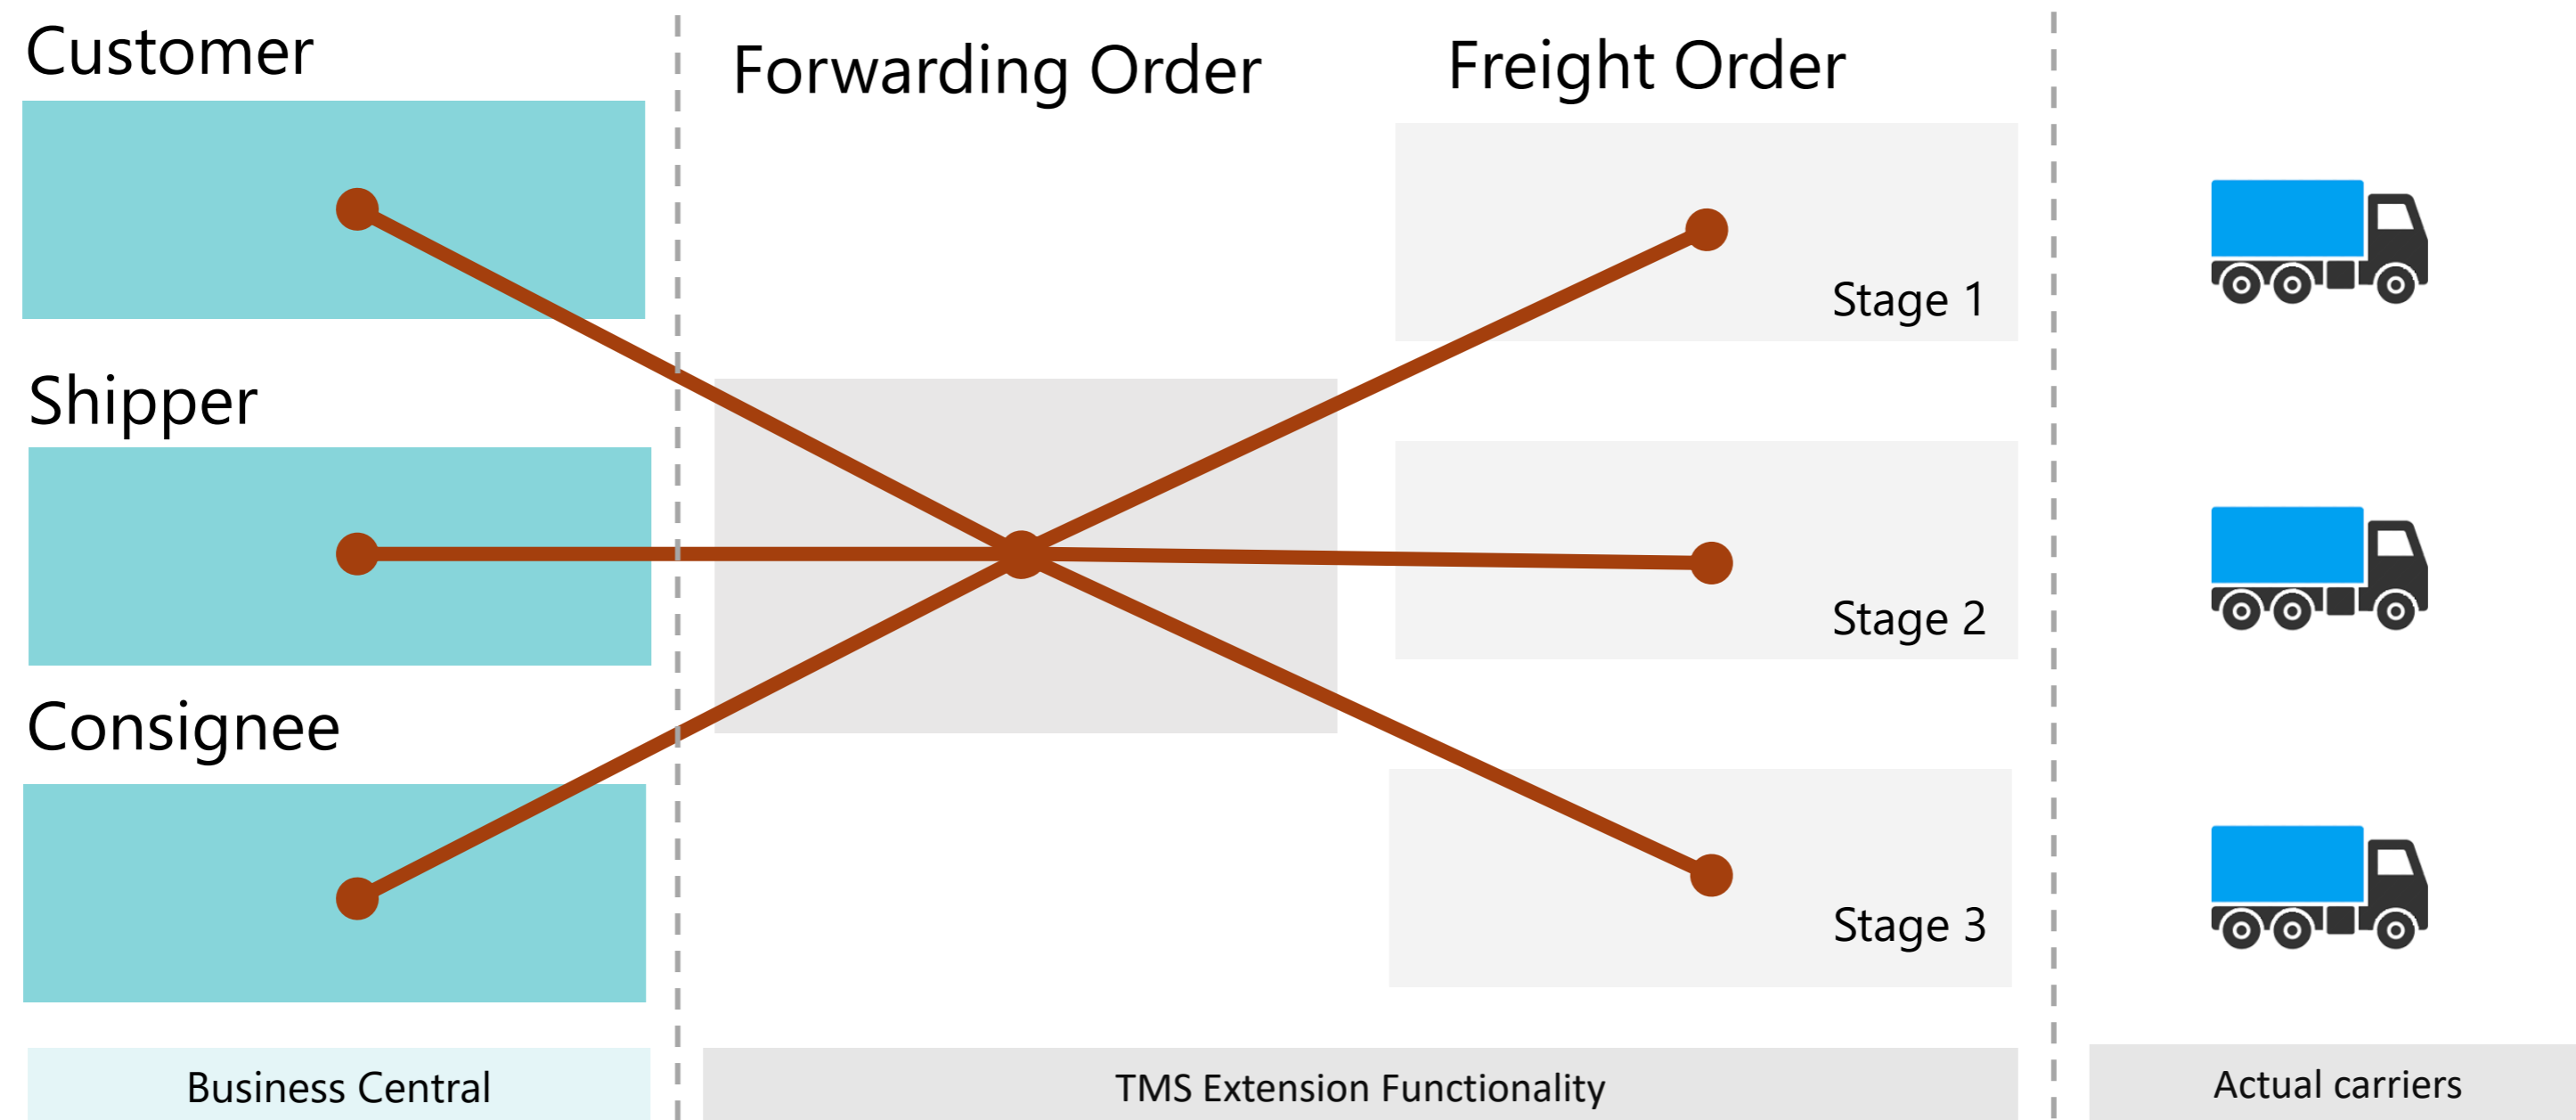 Customer
Forwarding Order
Freight Order
Stage 1
Shipper
Stage 2
Consignee
Stage 3
Business Central
TMS Extension Functionality
Actual carriers